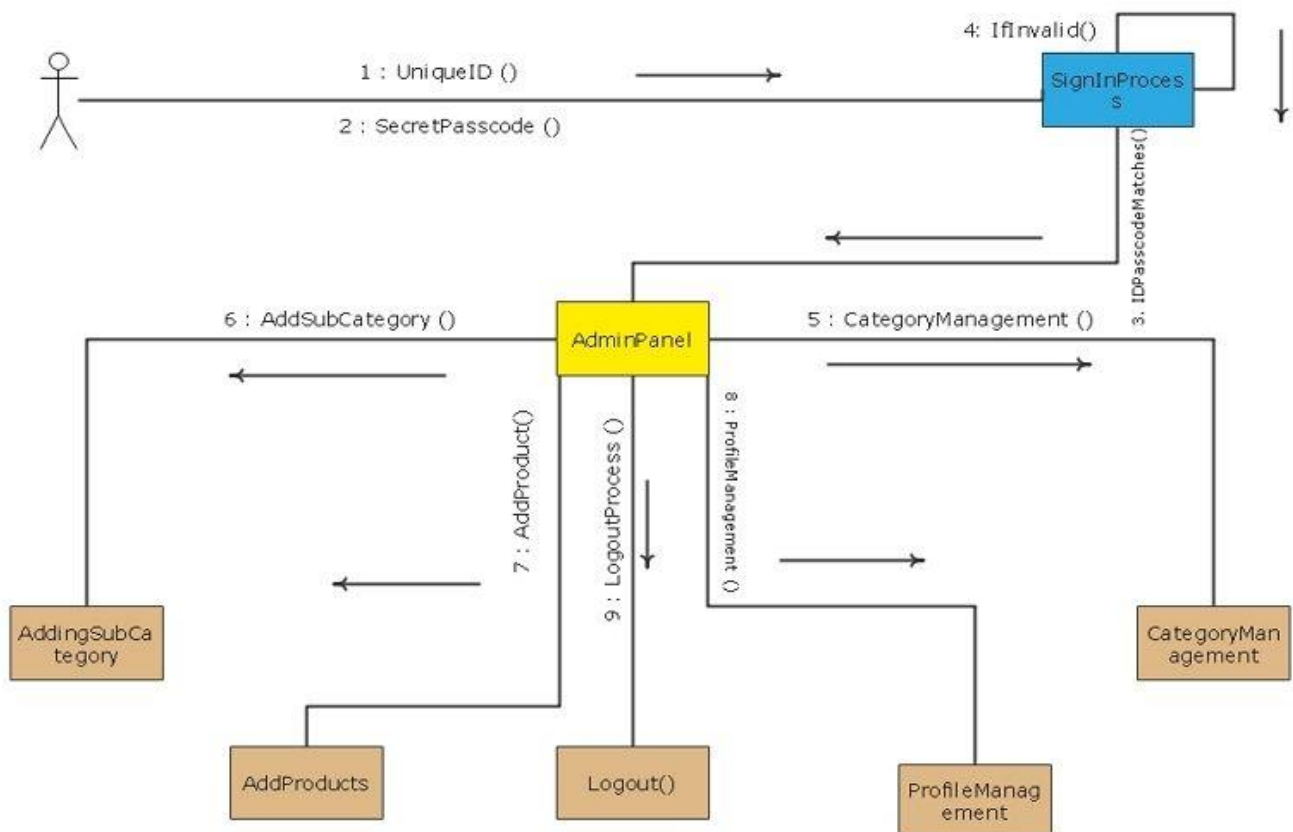 4: IfInvalid()
1 : UniqueID ()
SignInProces
s
2 : SecretPasscode ()
3. IDPasscodeMatches()
6 : AddSubCategory ()
5 : CategoryManagement ()
AdminPanel
7 : AddProduct()
9 : LogoutProcess ()
8 : ProfileManagement ()
AddingSubCa
tegory
CategoryMan
agement
AddProducts
Logout()
ProfileManag
ement